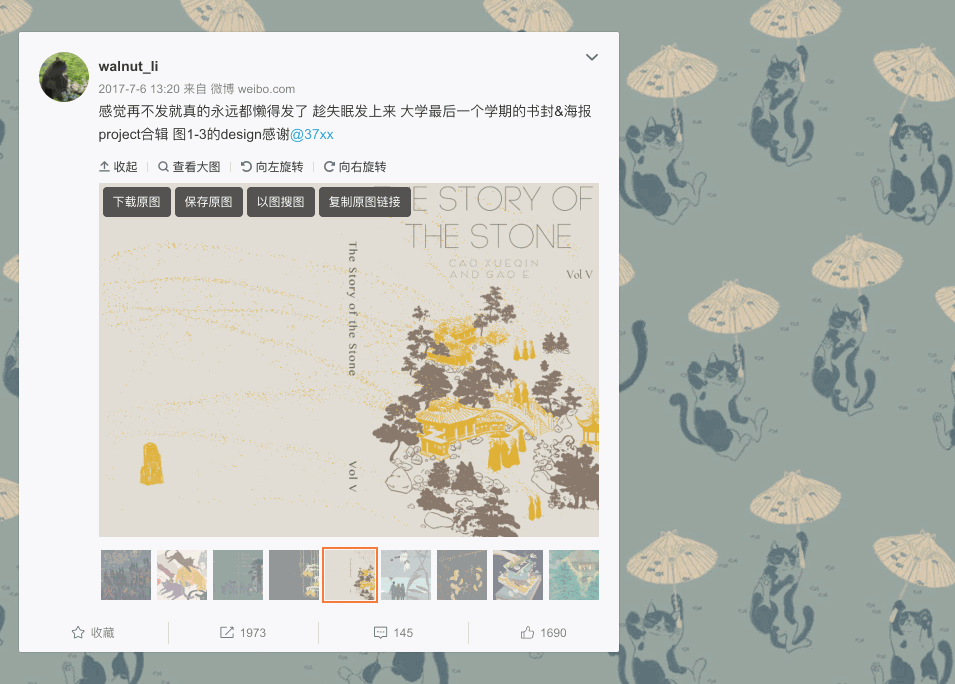 walnut_li
2017-7-6 13:20 来自 微博 weibo.com
感觉再不发就真的永远都懒得发了 趁失眠发上来 大学最后一个学期的书封&海报
project合辑 图1-3的design感谢@37xx
收起 查看大图 向左旋转 向右旋转
下载原图 保存原图 以图搜图 复制原图链接
E STORY OF
THE STONE
CAO XUEQIN
AND GAO E
Vol V
The Story of the Stone
Vol V
收藏 1973 145 1690